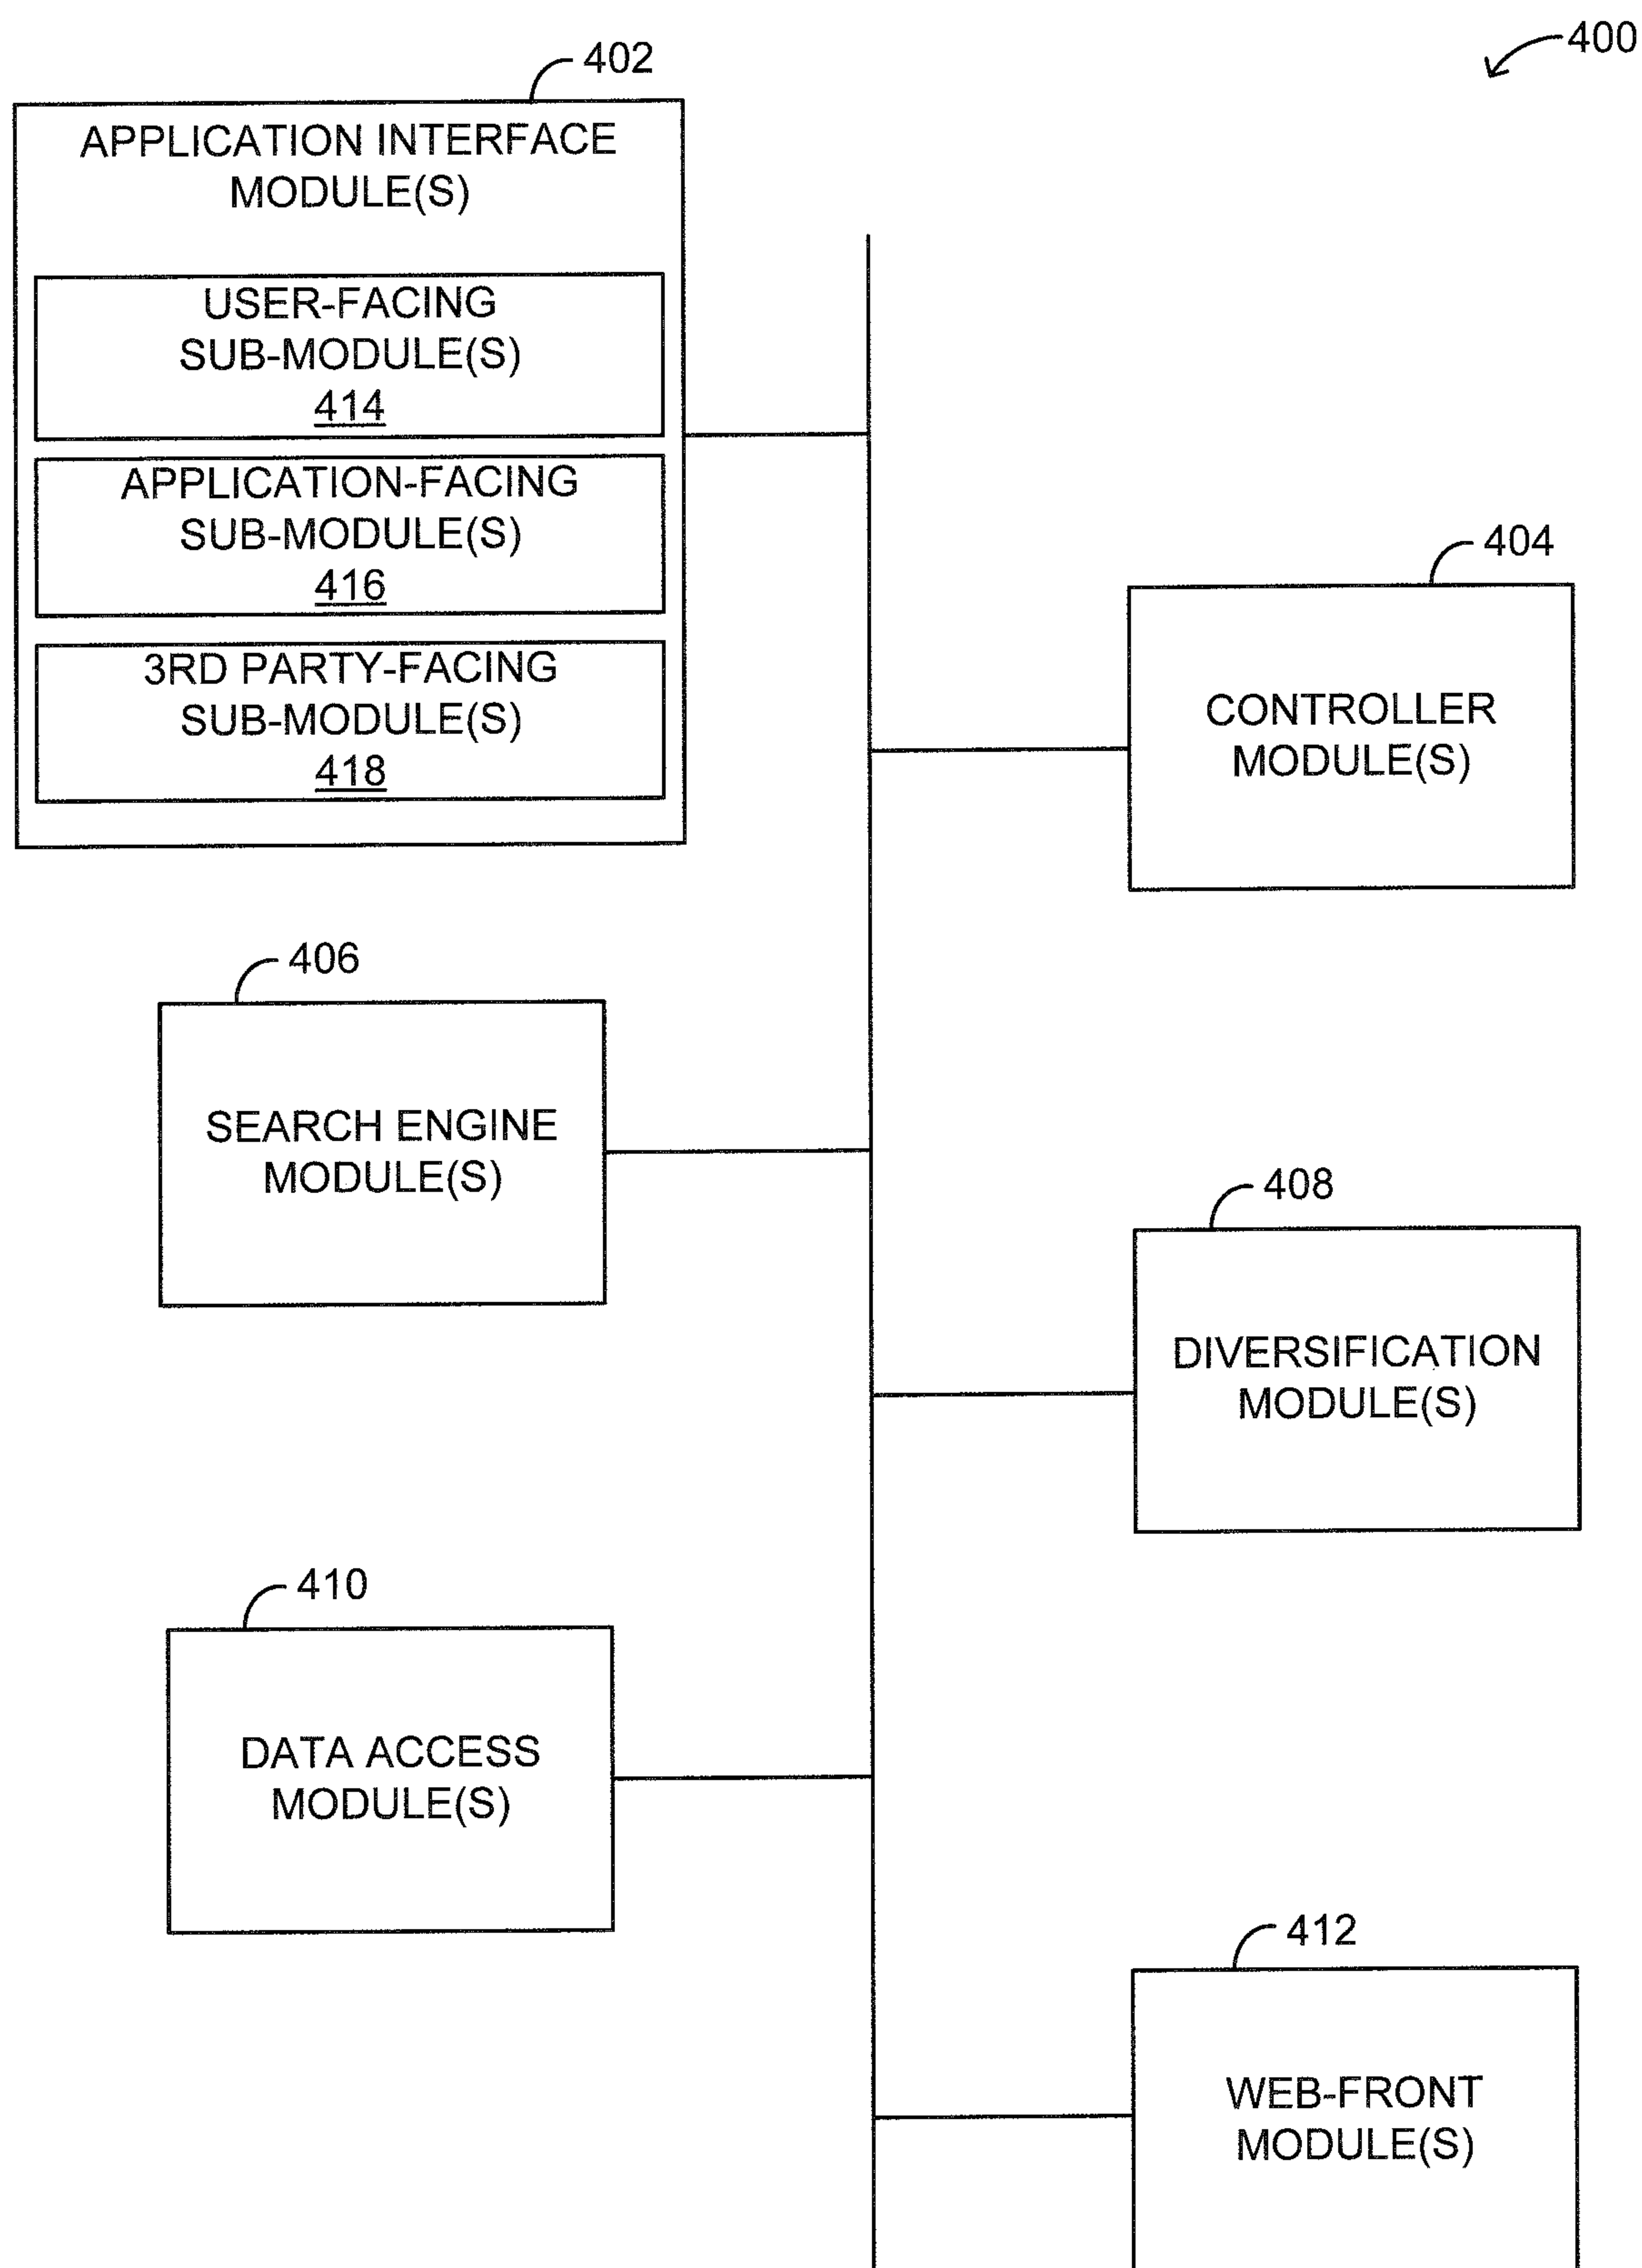 400
402
APPLICATION INTERFACE
MODULE(S)
USER-FACING
SUB-MODULE(S)
414
APPLICATION-FACING
SUB-MODULE(S)
416
3RD PARTY-FACING
SUB-MODULE(S)
418
404
CONTROLLER
MODULE(S)
406
SEARCH ENGINE
MODULE(S)
408
DIVERSIFICATION
MODULE(S)
410
DATA ACCESS
MODULE(S)
412
WEB-FRONT
MODULE(S)